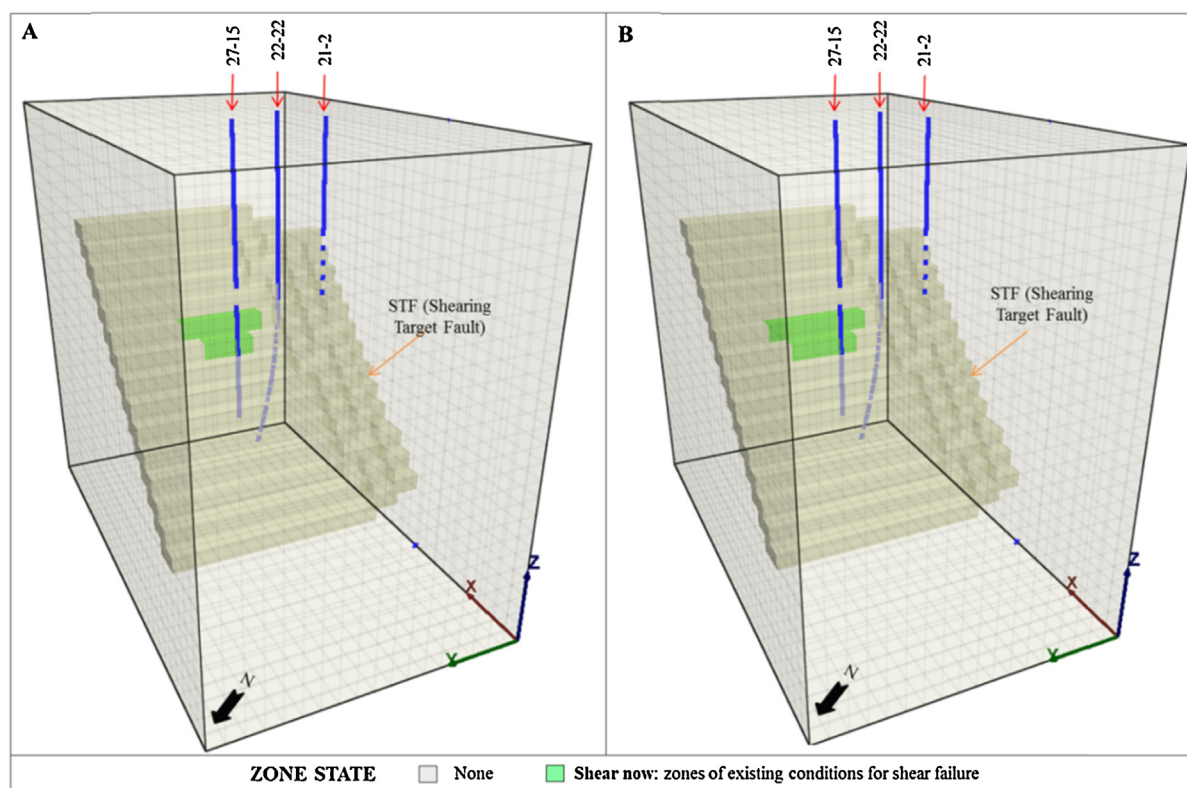 A
27-15
22-22
21-2
STF (Shearing
Target Fault)
Z
X
Y
N
B
27-15
22-22
21-2
STF (Shearing
Target Fault)
Z
X
Y
N
ZONE STATE None Shear now: zones of existing conditions for shear failure